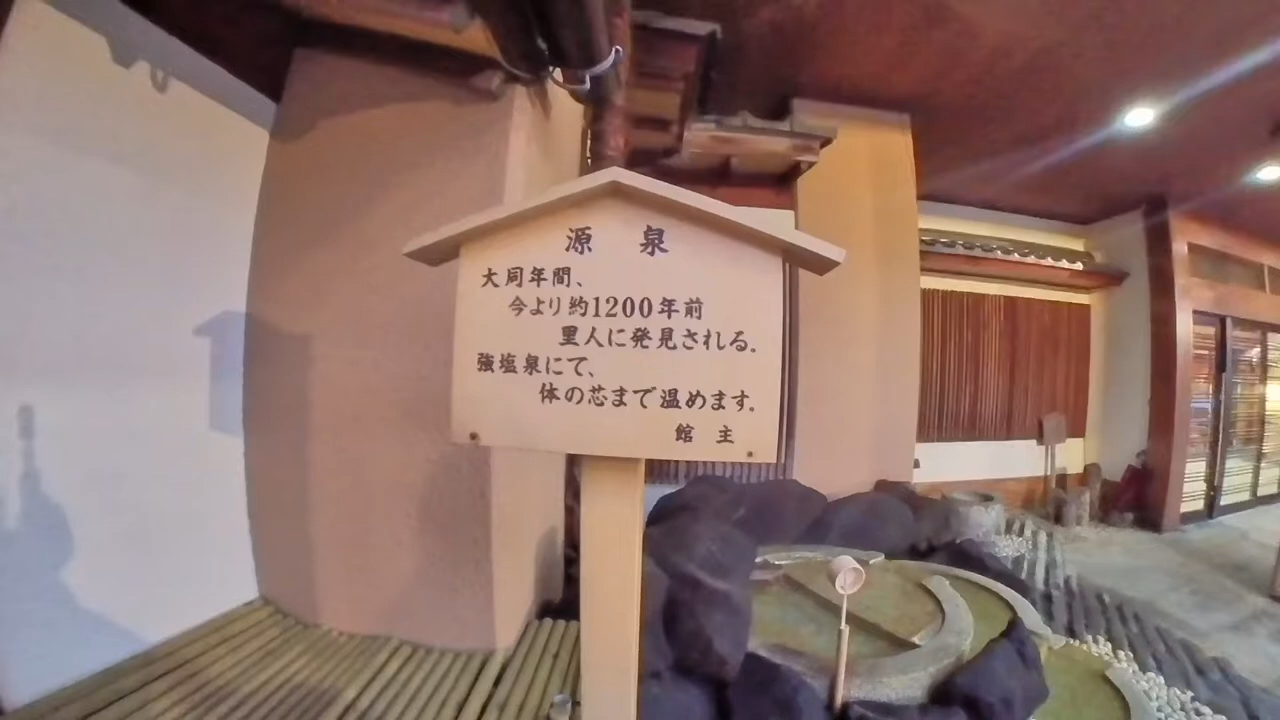 源 泉
大同年間、
今より約1200年前
里人に発見される。
強塩泉にて、
体の芯まで温めます。
館 主